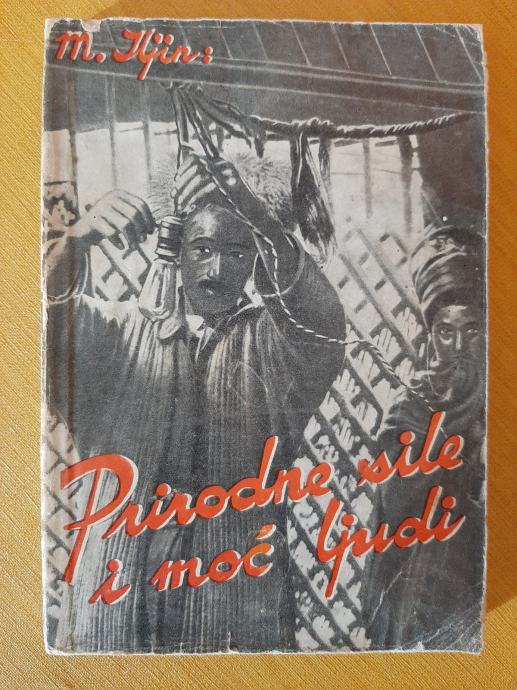 M. Iljin:
Prirodne sile
i moć ljudi